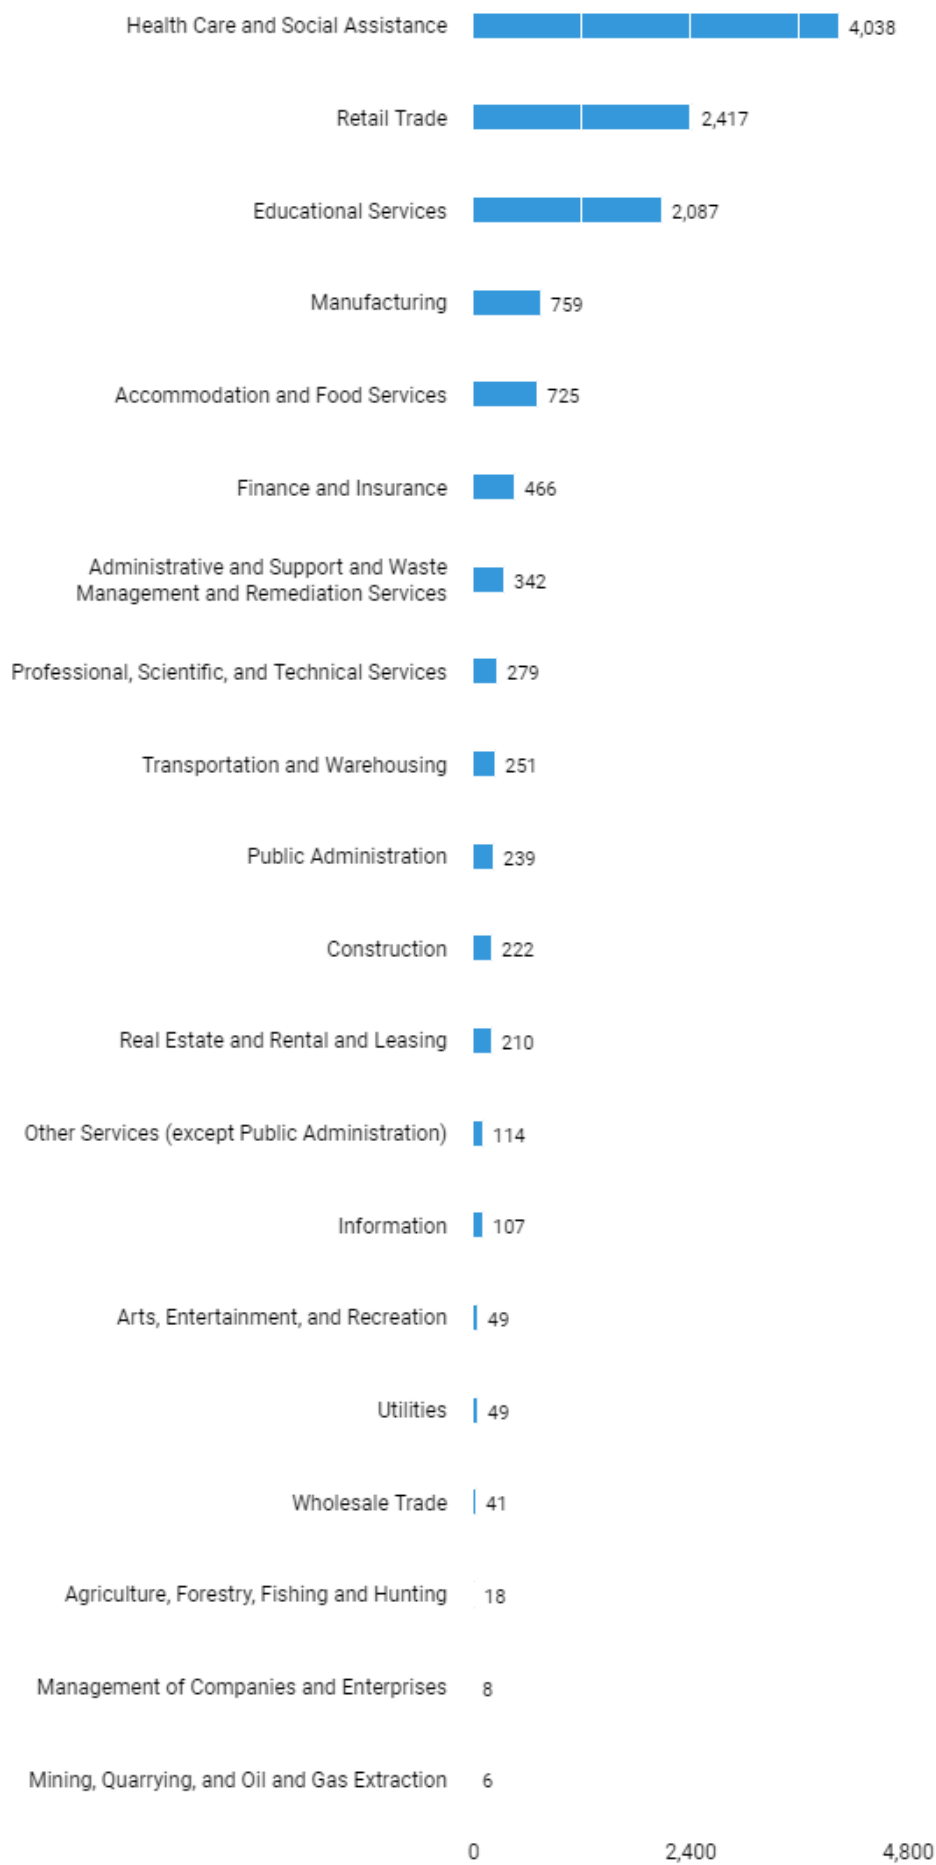 Health Care and Social Assistance 4,038
Retail Trade 2,417
Educational Services 2,087
Manufacturing 759
Accommodation and Food Services 725
Finance and Insurance 466
Administrative and Support and Waste
Management and Remediation Services 342
Professional, Scientific, and Technical Services 279
Transportation and Warehousing 251
Public Administration 239
Construction 222
Real Estate and Rental and Leasing 210
Other Services (except Public Administration) 114
Information 107
Arts, Entertainment, and Recreation 49
Utilities 49
Wholesale Trade 41
Agriculture, Forestry, Fishing and Hunting 18
Management of Companies and Enterprises 8
Mining, Quarrying, and Oil and Gas Extraction 6
0 2,400 4,800